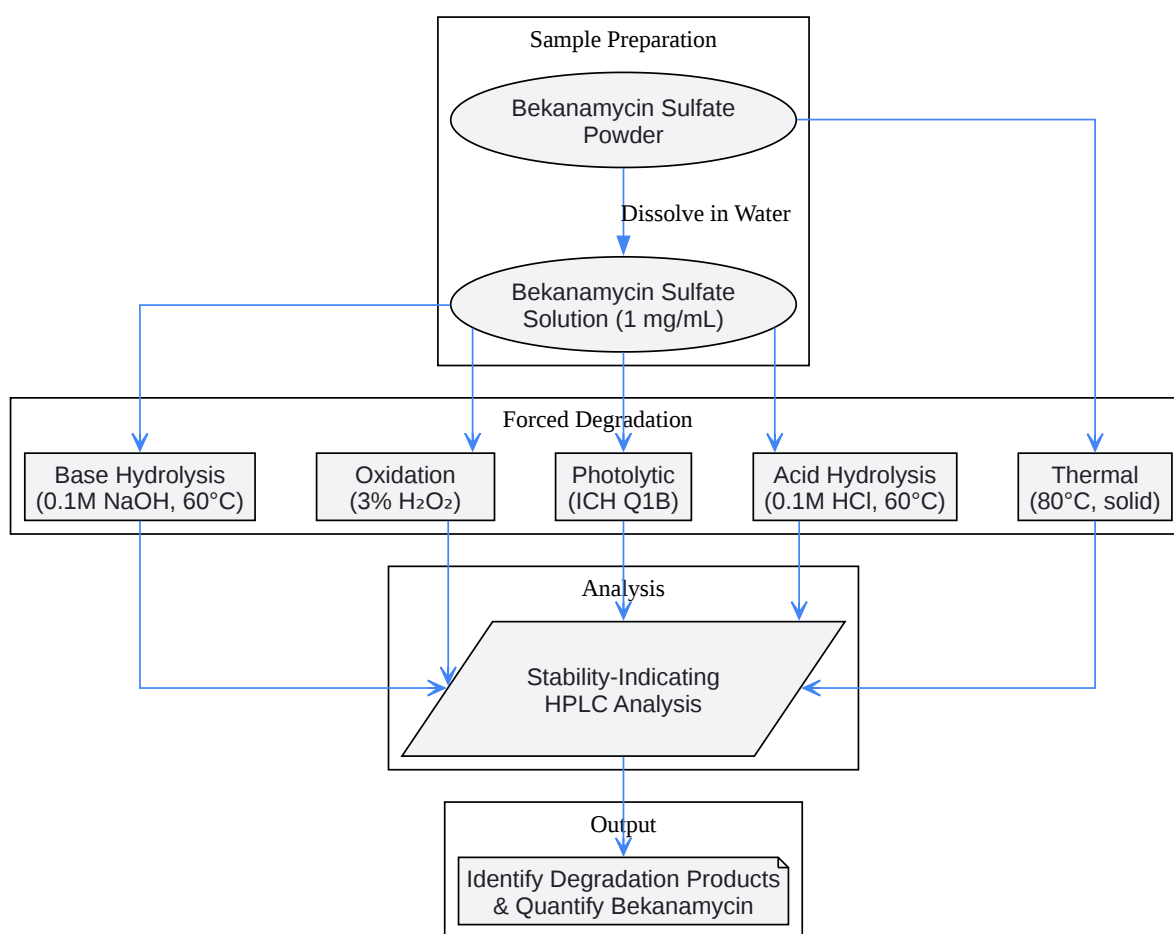 Sample Preparation
Bekanamycin Sulfate
Powder
Dissolve in Water
Bekanamycin Sulfate
Solution (1 mg/mL)
Forced Degradation
Base Hydrolysis
(0.1M NaOH, 60°C)
Oxidation
(3% H₂O₂)
Photolytic
(ICH Q1B)
Acid Hydrolysis
(0.1M HCl, 60°C)
Thermal
(80°C, solid)
Analysis
Stability-Indicating
HPLC Analysis
Output
Identify Degradation Products
& Quantify Bekanamycin